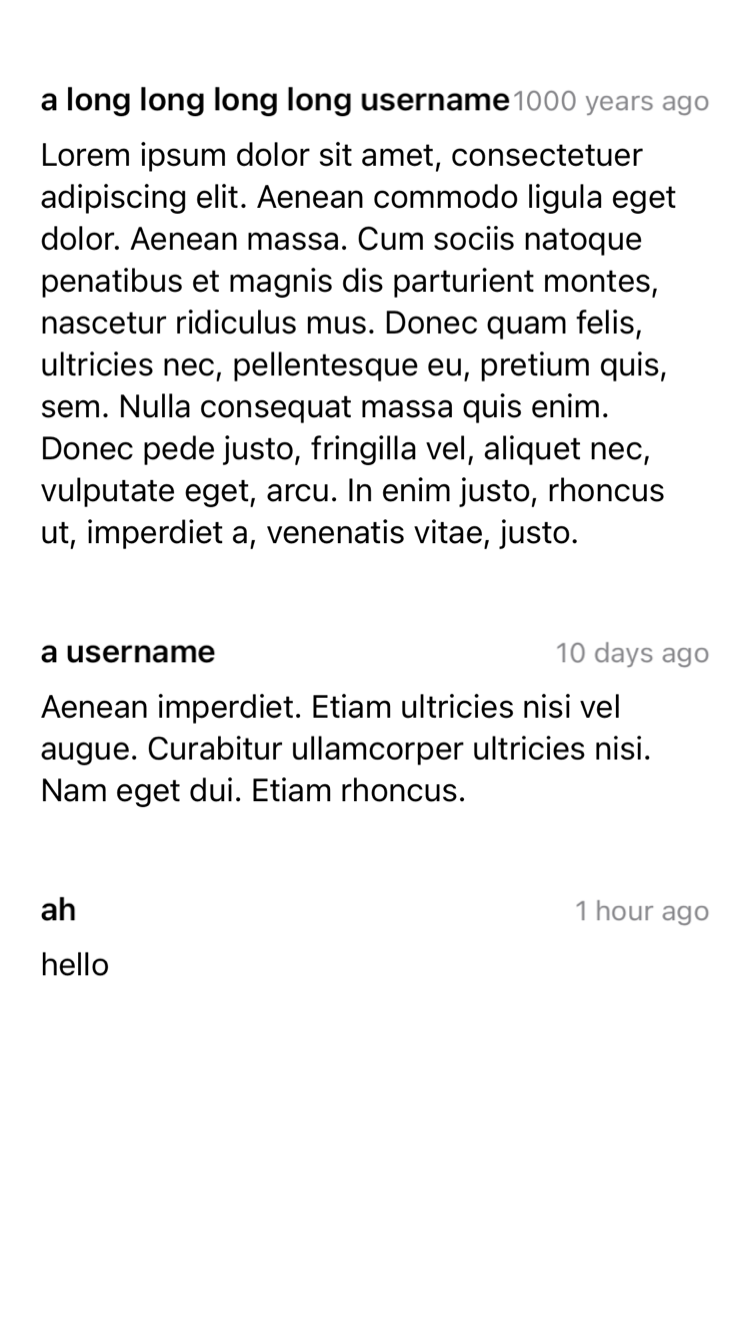 a long long long long username 1000 years ago
Lorem ipsum dolor sit amet, consectetuer
adipiscing elit. Aenean commodo ligula eget
dolor. Aenean massa. Cum sociis natoque
penatibus et magnis dis parturient montes,
nascetur ridiculus mus. Donec quam felis,
ultricies nec, pellentesque eu, pretium quis,
sem. Nulla consequat massa quis enim.
Donec pede justo, fringilla vel, aliquet nec,
vulputate eget, arcu. In enim justo, rhoncus
ut, imperdiet a, venenatis vitae, justo.
a username 10 days ago
Aenean imperdiet. Etiam ultricies nisi vel
augue. Curabitur ullamcorper ultricies nisi.
Nam eget dui. Etiam rhoncus.
ah 1 hour ago
hello